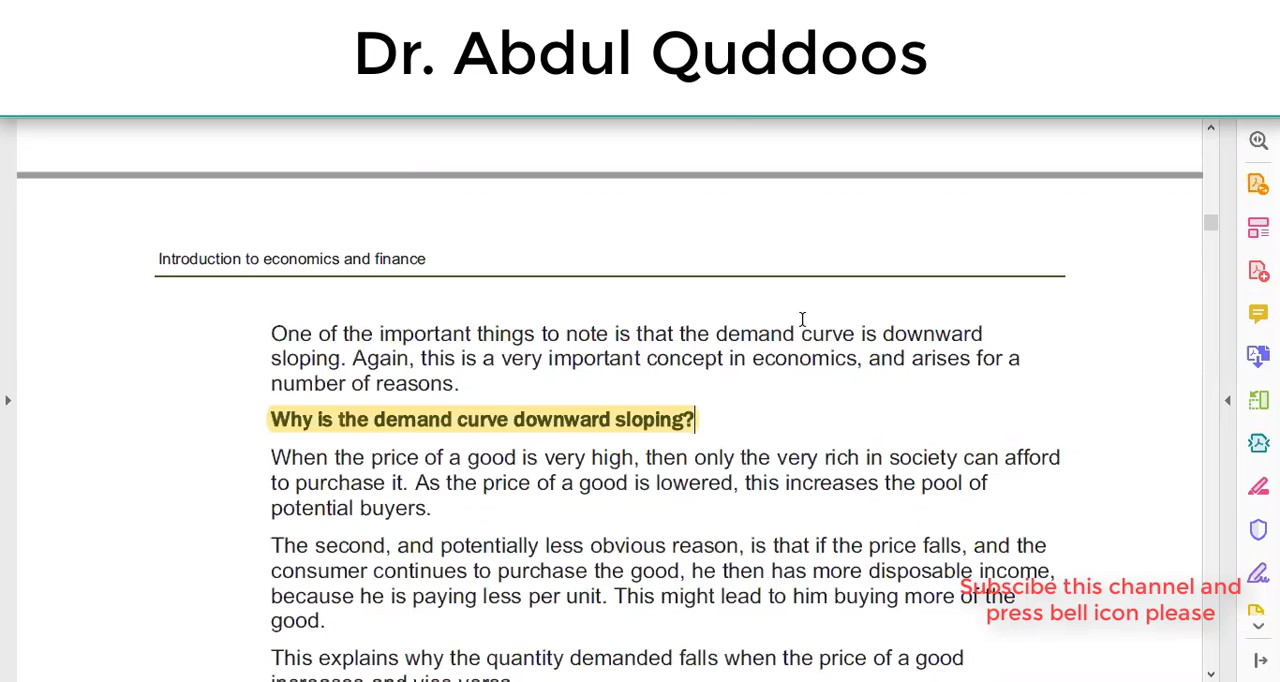 Dr. Abdul Quddoos
Introduction to economics and finance
One of the important things to note is that the demand curve is downward
sloping. Again, this is a very important concept in economics, and arises for a
number of reasons.
Why is the demand curve downward sloping?
When the price of a good is very high, then only the very rich in society can afford
to purchase it. As the price of a good is lowered, this increases the pool of
potential buyers.
The second, and potentially less obvious reason, is that if the price falls, and the
consumer continues to purchase the good, he then has more disposable income,
because he is paying less per unit. This might lead to him buying more of the
good.
Subscibe this channel and
press bell icon please
This explains why the quantity demanded falls when the price of a good
increases and vice versa